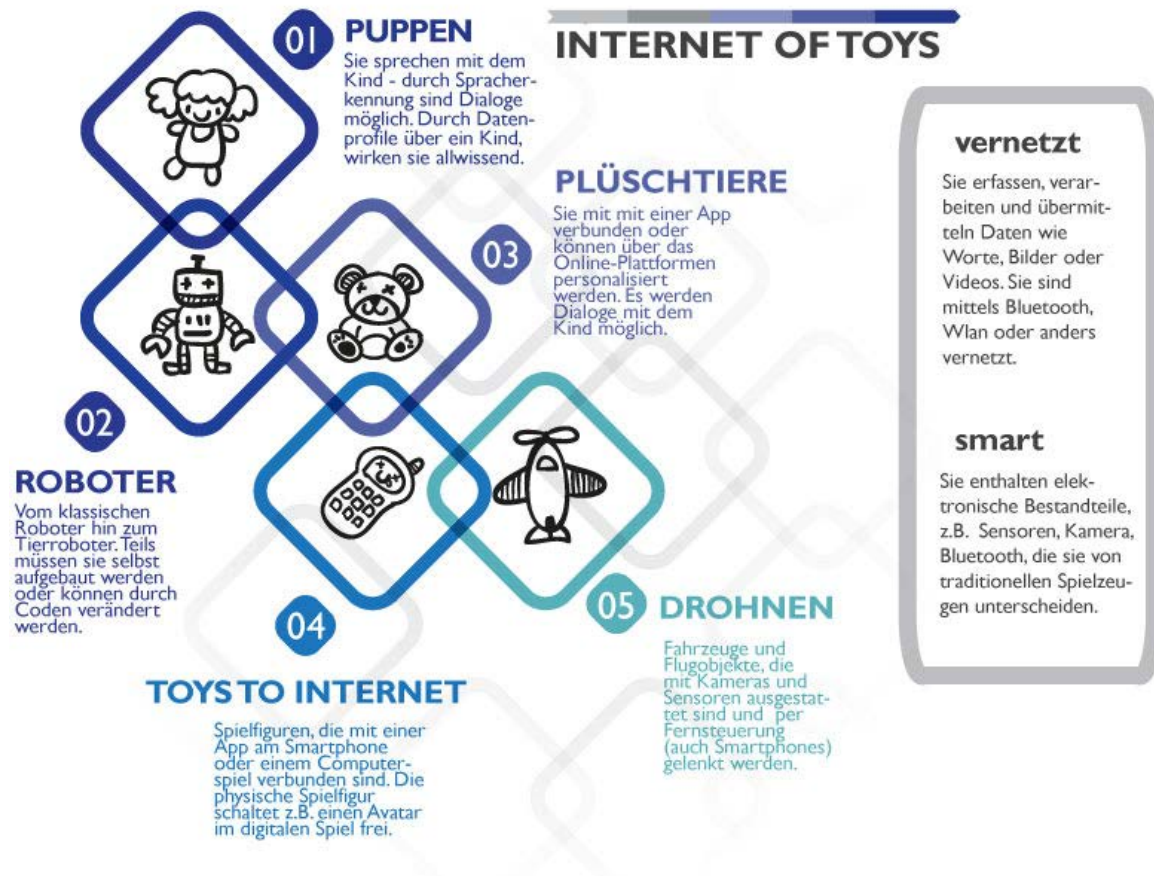 INTERNET OF TOYS
01
PUPPEN
Sie sprechen mit dem
Kind - durch Spracher-
kennung sind Dialoge
möglich. Durch Daten-
profile über ein Kind,
wirken sie allwissend.
02
ROBOTER
Vom klassischen
Roboter hin zum
Tierroboter. Teils
müssen sie selbst
aufgebaut werden
oder können durch
Coden verändert
werden.
03
PLÜSCHTIERE
Sie mit mit einer App
verbunden oder
können über das
Online-Plattformen
personalisiert
werden. Es werden
Dialoge mit dem
Kind möglich.
04
TOYS TO INTERNET
Spielfiguren, die mit einer
App am Smartphone
oder einem Computer-
spiel verbunden sind. Die
physische Spielfigur
schaltet z.B. einen Avatar
im digitalen Spiel frei.
05
DROHNEN
Fahrzeuge und
Flugobjekte, die
mit Kameras und
Sensoren ausgestat-
tet sind und per
Fernsteuerung
(auch Smartphones)
gelenkt werden.
vernetzt
Sie erfassen, verar-
beiten und übermit-
teln Daten wie
Worte, Bilder oder
Videos. Sie sind
mittels Bluetooth,
Wlan oder anders
vernetzt.
smart
Sie enthalten elek-
tronische Bestandteile,
z.B. Sensoren, Kamera,
Bluetooth, die sie von
traditionellen Spielzeu-
gen unterscheiden.